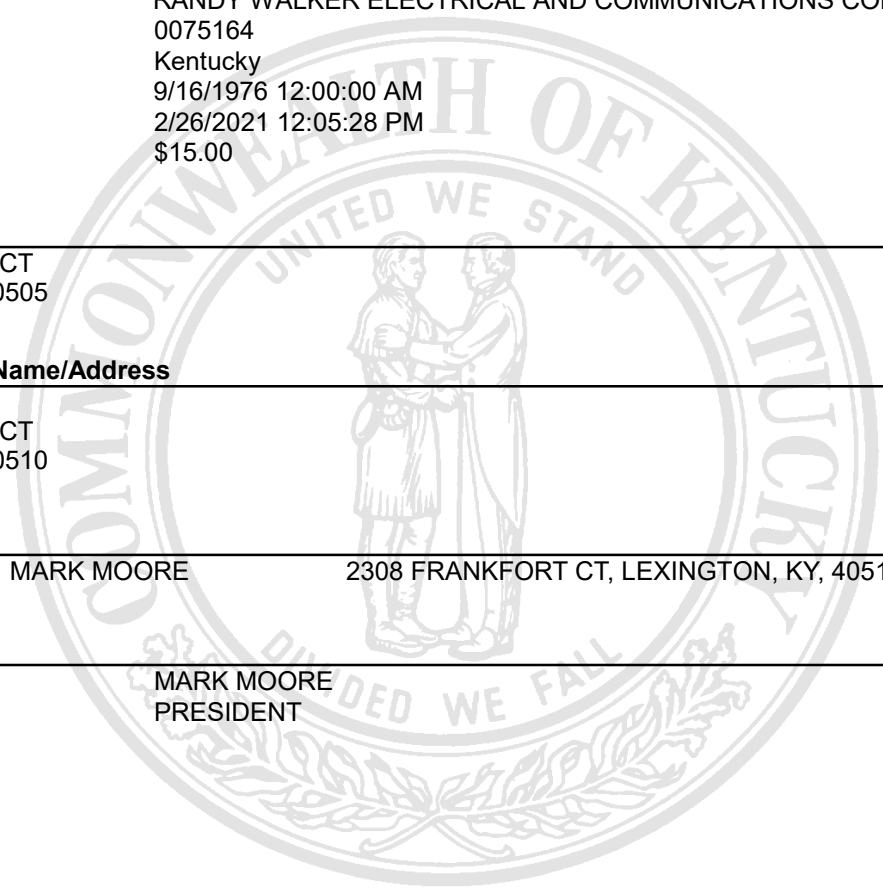 RANDY WALKER ELECTRICAL AND COMMUNICATIONS
0075164
Kentucky
9/16/1976 12:00:00 AM
2/26/2021 12:05:28 PM
$15.00
CT
0505
Name/Address
CT
0510
MARK MOORE 2308 FRANKFORT CT, LEXINGTON, KY, 4051
MARK MOORE
PRESIDENT
COMMONWEALTH OF KENTUCKY
UNITED WE STAND
DIVIDED WE FALL